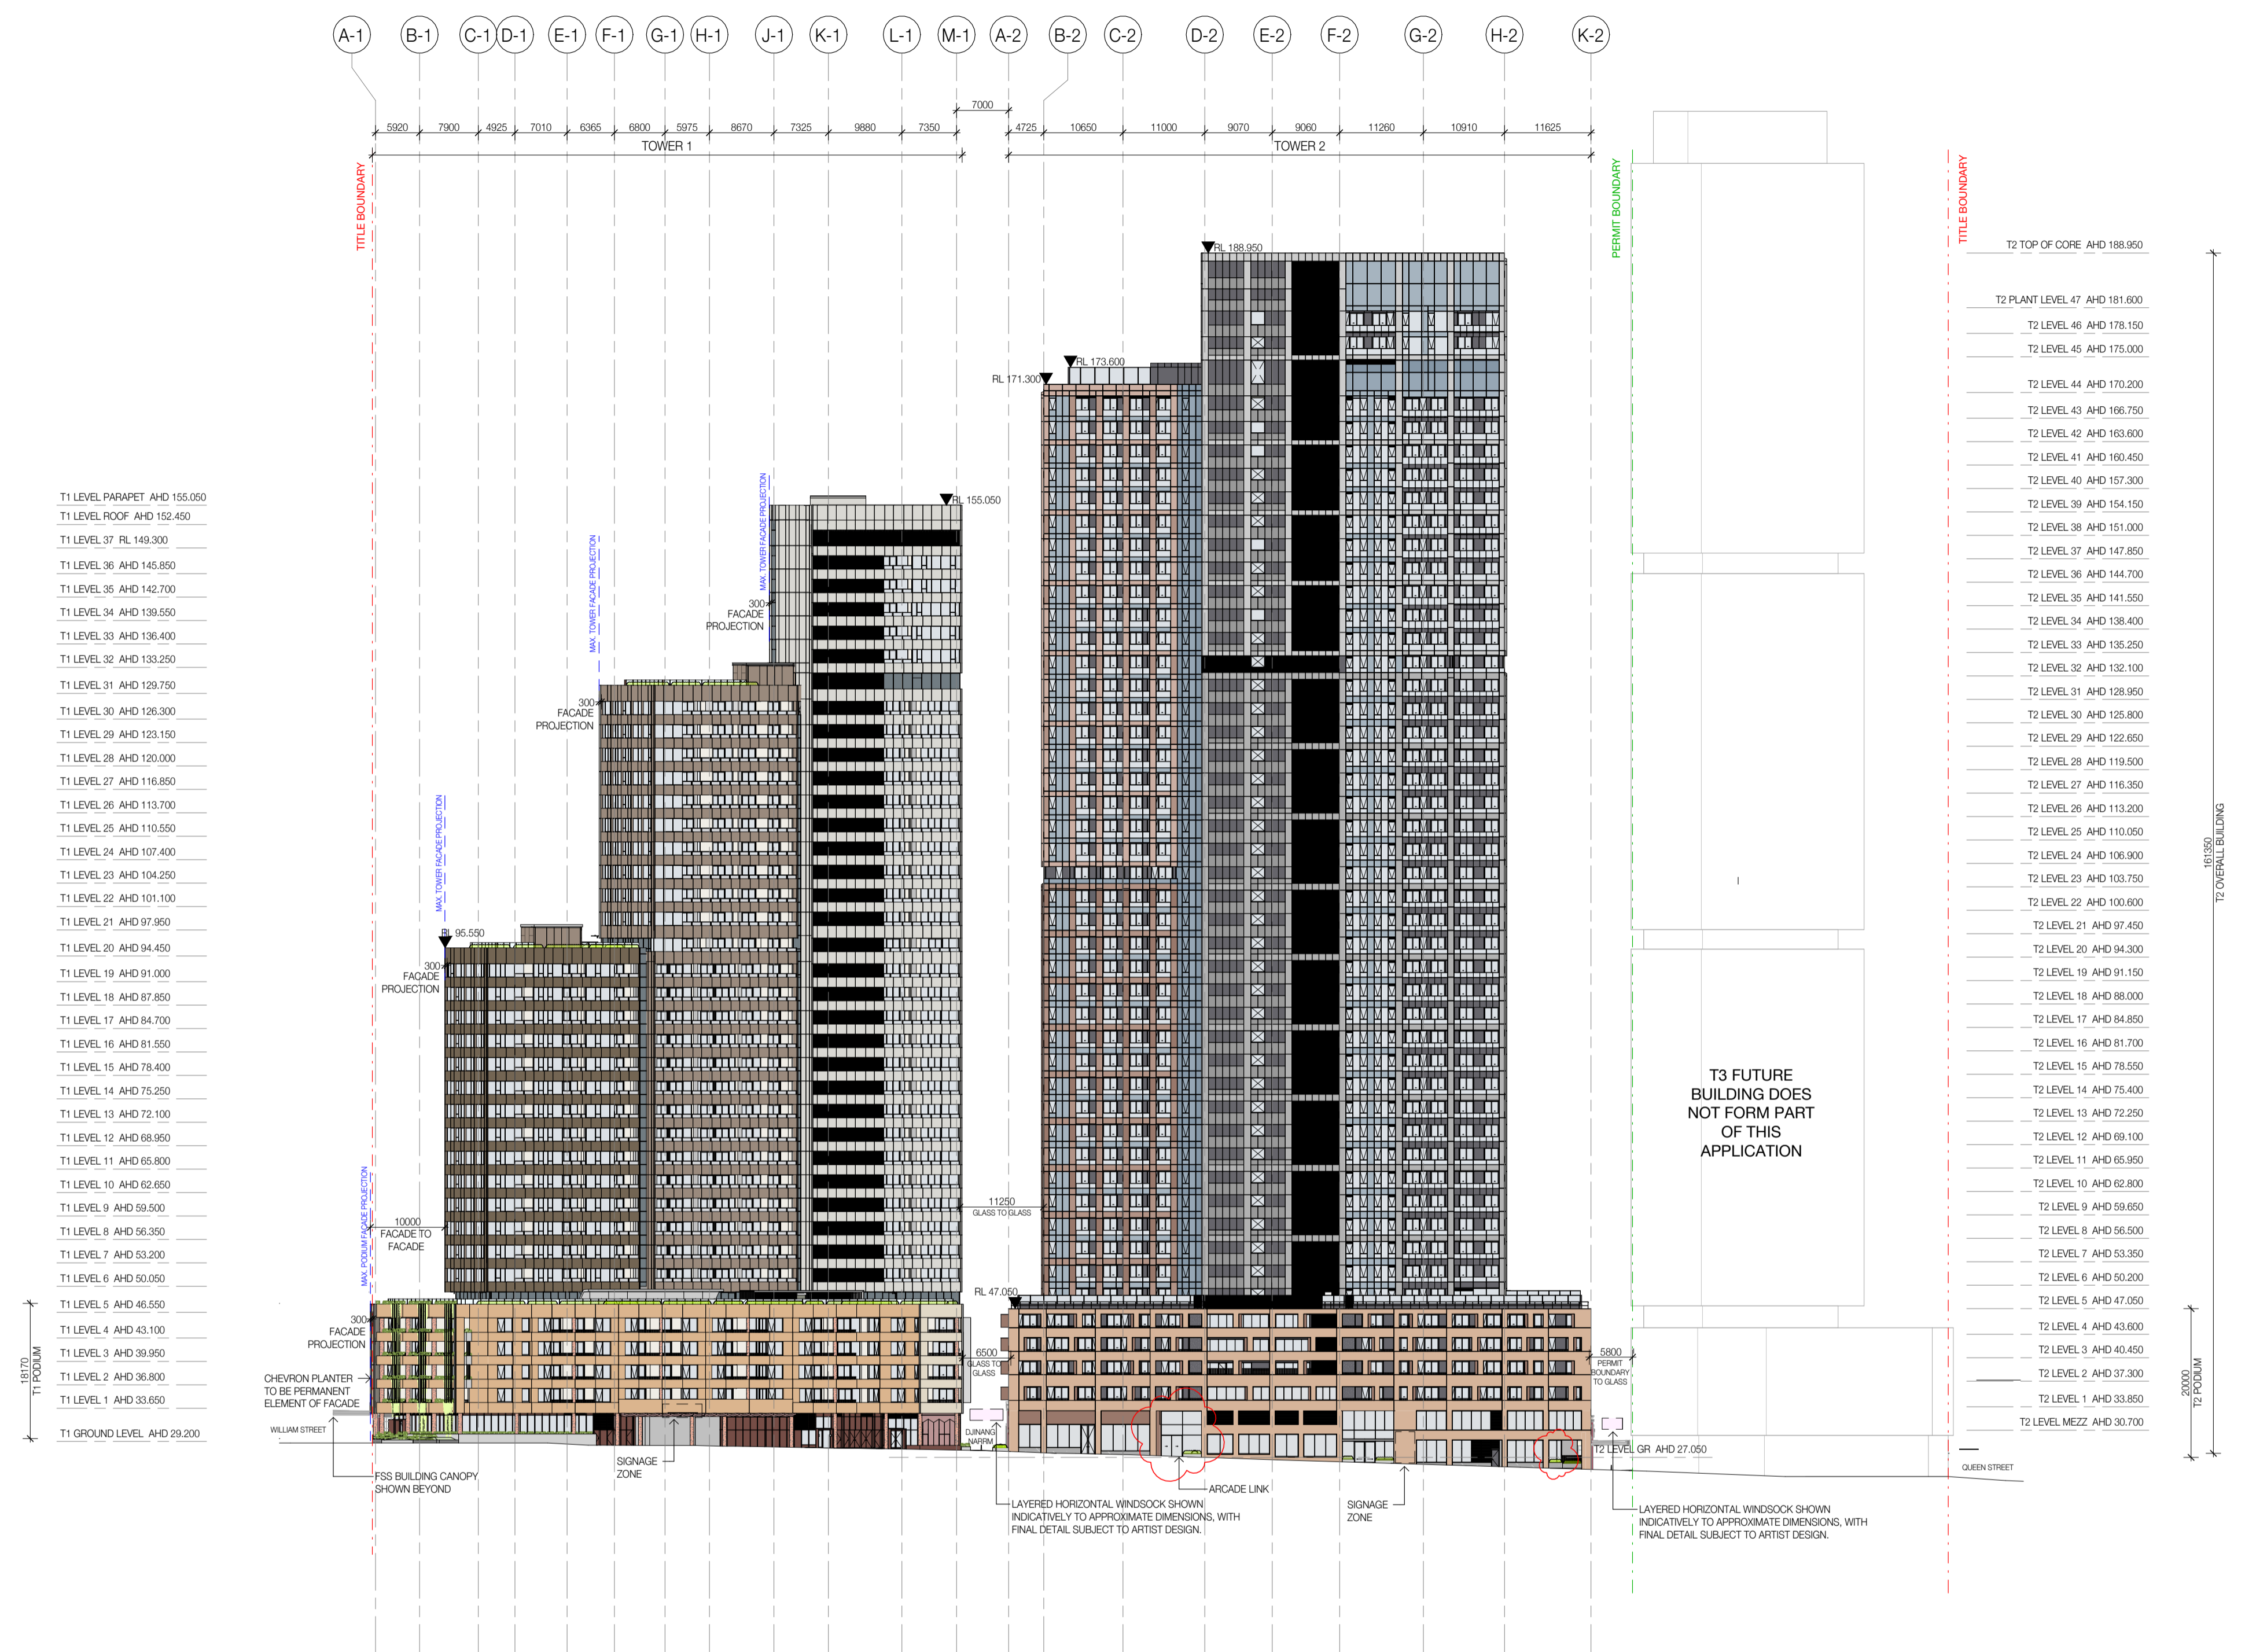 A-1 B-1 C-1 D-1 E-1 F-1 G-1 H-1 J-1 K-1 L-1 M-1 A-2 B-2 C-2 D-2 E-2 F-2 G-2 H-2 K-2
7000
5920 7900 4925 7010 6365 6800 5975 8670 7325 9880 7350 4725 10650 11000 9070 9060 11260 10910 11625
TOWER 1
TOWER 2
TITLE BOUNDARY
PERMIT BOUNDARY
TITLE BOUNDARY
T1 LEVEL PARAPET AHD 155.050
T1 LEVEL ROOF AHD 152.450
T1 LEVEL 37 RL 149.300
T1 LEVEL 36 AHD 145.850
T1 LEVEL 35 AHD 142.700
T1 LEVEL 34 AHD 139.550
T1 LEVEL 33 AHD 136.400
T1 LEVEL 32 AHD 133.250
T1 LEVEL 31 AHD 129.750
T1 LEVEL 30 AHD 126.300
T1 LEVEL 29 AHD 123.150
T1 LEVEL 28 AHD 120.000
T1 LEVEL 27 AHD 116.850
T1 LEVEL 26 AHD 113.700
T1 LEVEL 25 AHD 110.550
T1 LEVEL 24 AHD 107.400
T1 LEVEL 23 AHD 104.250
T1 LEVEL 22 AHD 101.100
T1 LEVEL 21 AHD 97.950
T1 LEVEL 20 AHD 94.450
T1 LEVEL 19 AHD 91.000
T1 LEVEL 18 AHD 87.850
T1 LEVEL 17 AHD 84.700
T1 LEVEL 16 AHD 81.550
T1 LEVEL 15 AHD 78.400
T1 LEVEL 14 AHD 75.250
T1 LEVEL 13 AHD 72.100
T1 LEVEL 12 AHD 68.950
T1 LEVEL 11 AHD 65.800
T1 LEVEL 10 AHD 62.650
T1 LEVEL 9 AHD 59.500
T1 LEVEL 8 AHD 56.350
T1 LEVEL 7 AHD 53.200
T1 LEVEL 6 AHD 50.050
T1 LEVEL 5 AHD 46.550
T1 LEVEL 4 AHD 43.100
T1 LEVEL 3 AHD 39.950
T1 LEVEL 2 AHD 36.800
T1 LEVEL 1 AHD 33.650
T1 GROUND LEVEL AHD 29.200
18170
T1 PODIUM
MAX. PODIUM FACADE PROJECTION
MAX. TOWER FACADE PROJECTION
MAX. TOWER FACADE PROJECTION
MAX. TOWER FACADE PROJECTION
RL 95.550
300
FACADE
PROJECTION
300
FACADE
PROJECTION
300
FACADE
PROJECTION
RL 155.050
10000
FACADE TO
FACADE
300
FACADE
PROJECTION
CHEVRON PLANTER
TO BE PERMANENT
ELEMENT OF FACADE
WILLIAM STREET
FSS BUILDING CANOPY
SHOWN BEYOND
SIGNAGE
ZONE
RL 171.300
RL 173.600
RL 188.950
11250
GLASS TO GLASS
RL 47.050
6500
GLASS TO
GLASS
DJINANG
NARRM
LAYERED HORIZONTAL WINDSOCK SHOWN
INDICATIVELY TO APPROXIMATE DIMENSIONS, WITH
FINAL DETAIL SUBJECT TO ARTIST DESIGN.
ARCADE LINK
SIGNAGE
ZONE
5800
PERMIT
BOUNDARY
TO GLASS
T2 LEVEL GR AHD 27.050
LAYERED HORIZONTAL WINDSOCK SHOWN
INDICATIVELY TO APPROXIMATE DIMENSIONS, WITH
FINAL DETAIL SUBJECT TO ARTIST DESIGN.
QUEEN STREET
T3 FUTURE
BUILDING DOES
NOT FORM PART
OF THIS
APPLICATION
T2 TOP OF CORE AHD 188.950
T2 PLANT LEVEL 47 AHD 181.600
T2 LEVEL 46 AHD 178.150
T2 LEVEL 45 AHD 175.000
T2 LEVEL 44 AHD 170.200
T2 LEVEL 43 AHD 166.750
T2 LEVEL 42 AHD 163.600
T2 LEVEL 41 AHD 160.450
T2 LEVEL 40 AHD 157.300
T2 LEVEL 39 AHD 154.150
T2 LEVEL 38 AHD 151.000
T2 LEVEL 37 AHD 147.850
T2 LEVEL 36 AHD 144.700
T2 LEVEL 35 AHD 141.550
T2 LEVEL 34 AHD 138.400
T2 LEVEL 33 AHD 135.250
T2 LEVEL 32 AHD 132.100
T2 LEVEL 31 AHD 128.950
T2 LEVEL 30 AHD 125.800
T2 LEVEL 29 AHD 122.650
T2 LEVEL 28 AHD 119.500
T2 LEVEL 27 AHD 116.350
T2 LEVEL 26 AHD 113.200
T2 LEVEL 25 AHD 110.050
T2 LEVEL 24 AHD 106.900
T2 LEVEL 23 AHD 103.750
T2 LEVEL 22 AHD 100.600
T2 LEVEL 21 AHD 97.450
T2 LEVEL 20 AHD 94.300
T2 LEVEL 19 AHD 91.150
T2 LEVEL 18 AHD 88.000
T2 LEVEL 17 AHD 84.850
T2 LEVEL 16 AHD 81.700
T2 LEVEL 15 AHD 78.550
T2 LEVEL 14 AHD 75.400
T2 LEVEL 13 AHD 72.250
T2 LEVEL 12 AHD 69.100
T2 LEVEL 11 AHD 65.950
T2 LEVEL 10 AHD 62.800
T2 LEVEL 9 AHD 59.650
T2 LEVEL 8 AHD 56.500
T2 LEVEL 7 AHD 53.350
T2 LEVEL 6 AHD 50.200
T2 LEVEL 5 AHD 47.050
T2 LEVEL 4 AHD 43.600
T2 LEVEL 3 AHD 40.450
T2 LEVEL 2 AHD 37.300
T2 LEVEL 1 AHD 33.850
T2 LEVEL MEZZ AHD 30.700
20000
T2 PODIUM
161350
T2 OVERALL BUILDING